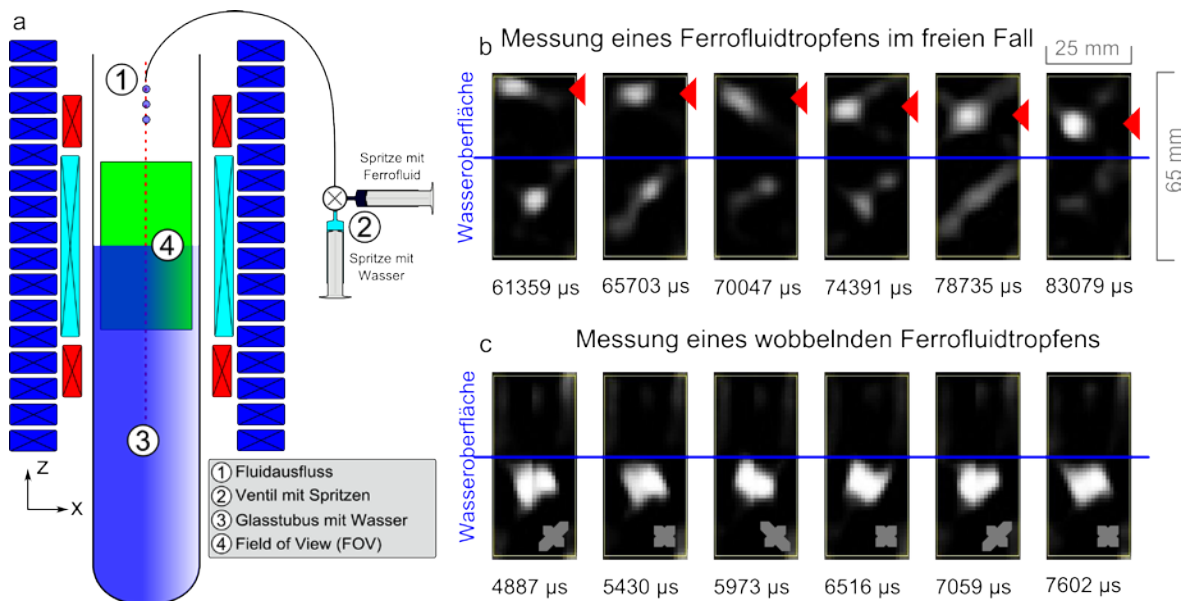 a
1
Spritze mit
Ferrofluid
2
Spritze mit
Wasser
4
3
Z
X
1 Fluidausfluss
2 Ventil mit Spritzen
3 Glasstubus mit Wasser
4 Field of View (FOV)
b Messung eines Ferrofluidtropfens im freien Fall
25 mm
65 mm
Wasseroberfläche
61359 µs 65703 µs 70047 µs 74391 µs 78735 µs 83079 µs
c Messung eines wobbelnden Ferrofluidtropfens
Wasseroberfläche
4887 µs 5430 µs 5973 µs 6516 µs 7059 µs 7602 µs